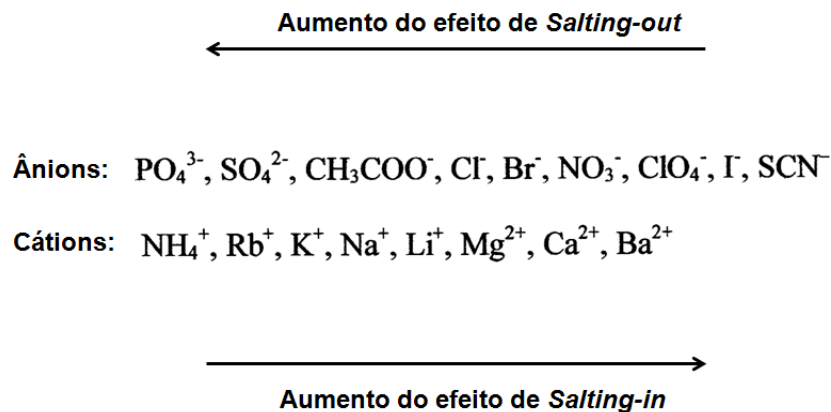 Aumento do efeito de Salting-out
Ânions: PO₄³⁻, SO₄²⁻, CH₃COO⁻, Cl⁻, Br⁻, NO₃⁻, ClO₄⁻, I⁻, SCN⁻
Cátions: NH₄⁺, Rb⁺, K⁺, Na⁺, Li⁺, Mg²⁺, Ca²⁺, Ba²⁺
Aumento do efeito de Salting-in